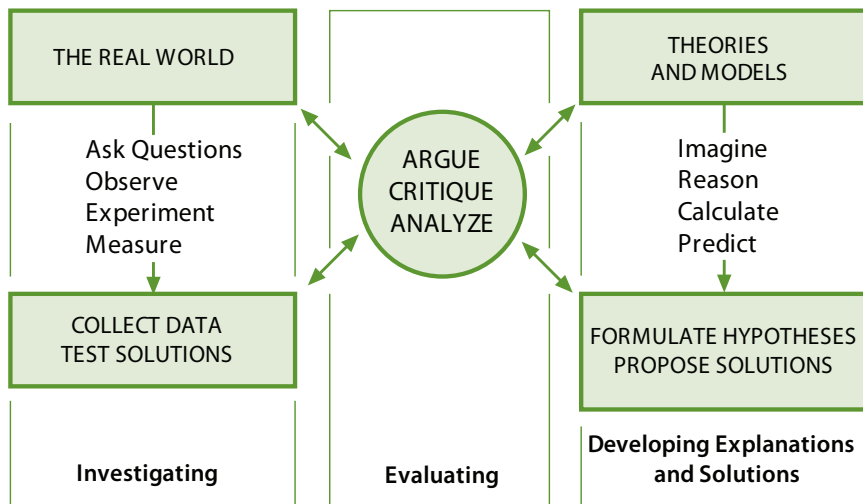 THE REAL WORLD
Ask Questions
Observe
Experiment
Measure
COLLECT DATA
TEST SOLUTIONS
Investigating
ARGUE
CRITIQUE
ANALYZE
Evaluating
THEORIES
AND MODELS
Imagine
Reason
Calculate
Predict
FORMULATE HYPOTHESES
PROPOSE SOLUTIONS
Developing Explanations
and Solutions